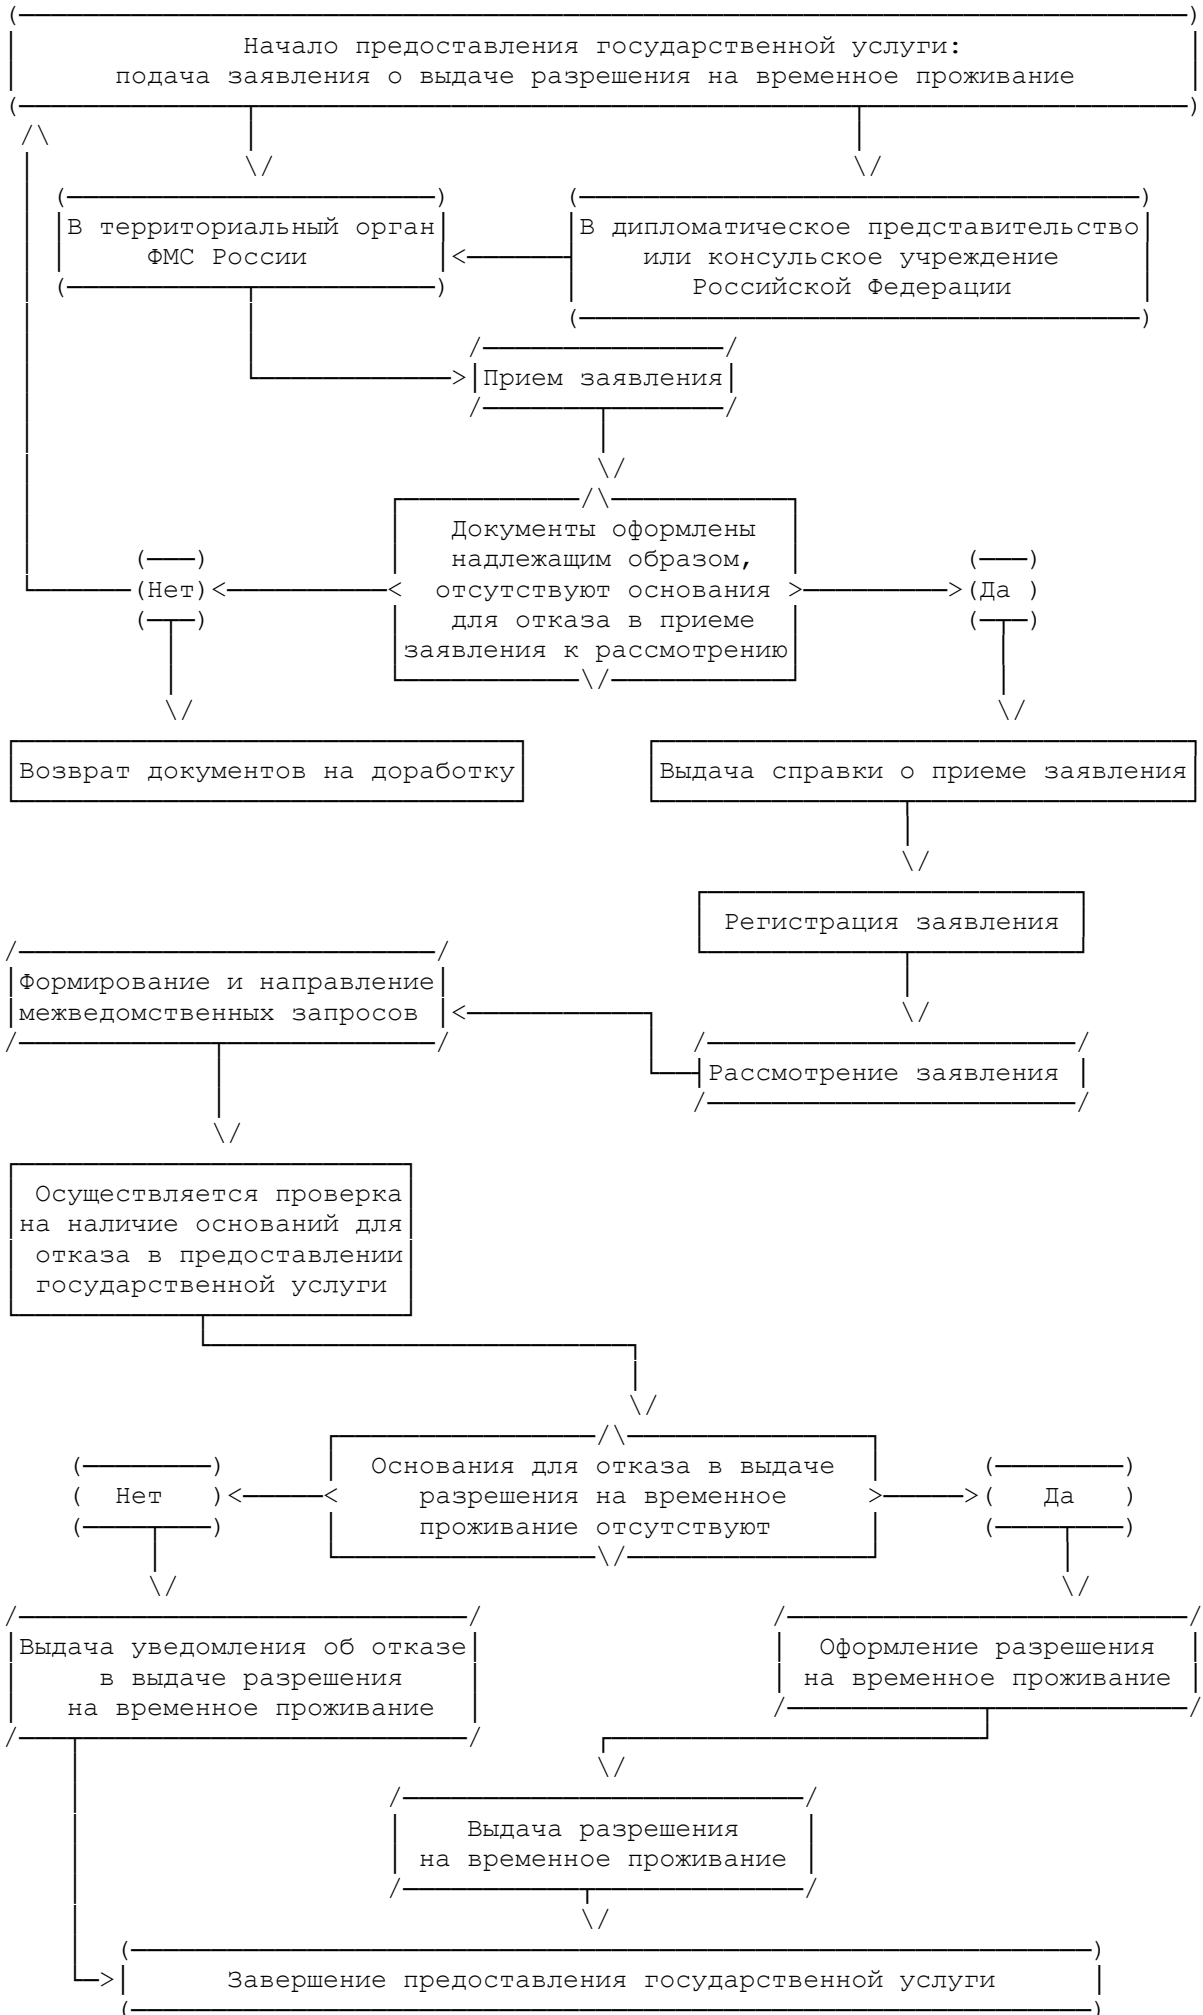 Начало предоставления государственной услуги:
подача заявления о выдаче разрешения на временное проживание
В территориальный орган
ФМС России
В дипломатическое представительство
или консульское учреждение
Российской Федерации
Прием заявления
Документы оформлены
надлежащим образом,
отсутствуют основания
для отказа в приеме
заявления к рассмотрению
(Нет)
(Да )
Возврат документов на доработку
Выдача справки о приеме заявления
Регистрация заявления
Формирование и направление
межведомственных запросов
Рассмотрение заявления
Осуществляется проверка
на наличие оснований для
отказа в предоставлении
государственной услуги
Основания для отказа в выдаче
разрешения на временное
проживание отсутствуют
( Нет )
( Да )
Выдача уведомления об отказе
в выдаче разрешения
на временное проживание
Оформление разрешения
на временное проживание
Выдача разрешения
на временное проживание
Завершение предоставления государственной услуги